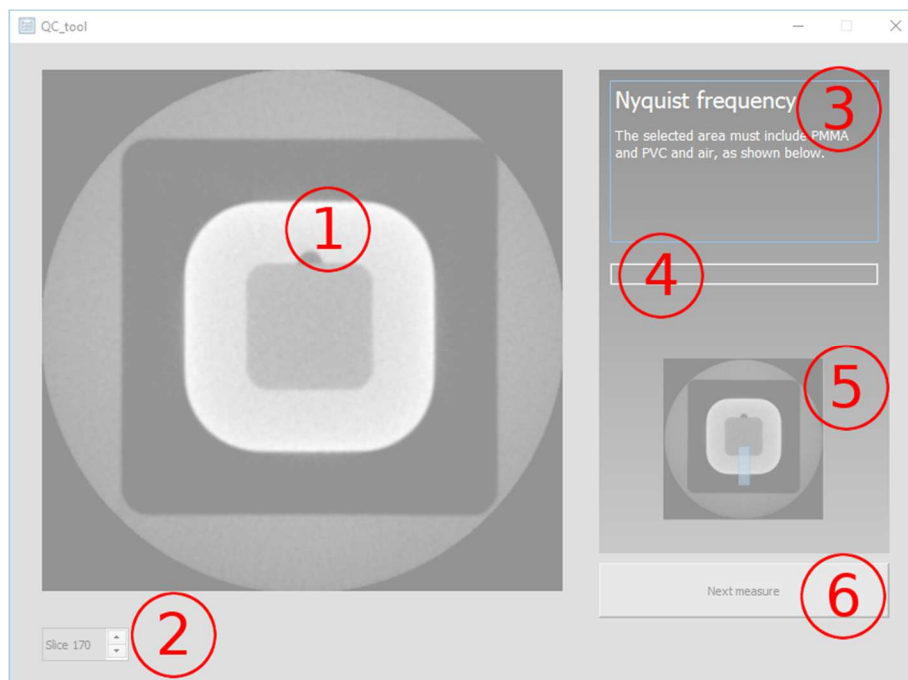 QC_tool
1
Nyquist frequency
3
The selected area must include PMMA
and PVC and air, as shown below.
4
5
Slice 170
2
Next measure
6